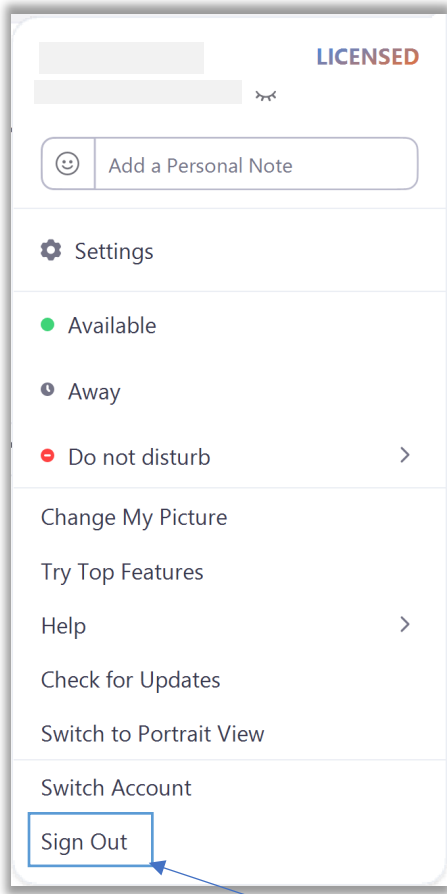 LICENSED
Add a Personal Note
Settings
Available
Away
Do not disturb
Change My Picture
Try Top Features
Help
Check for Updates
Switch to Portrait View
Switch Account
Sign Out